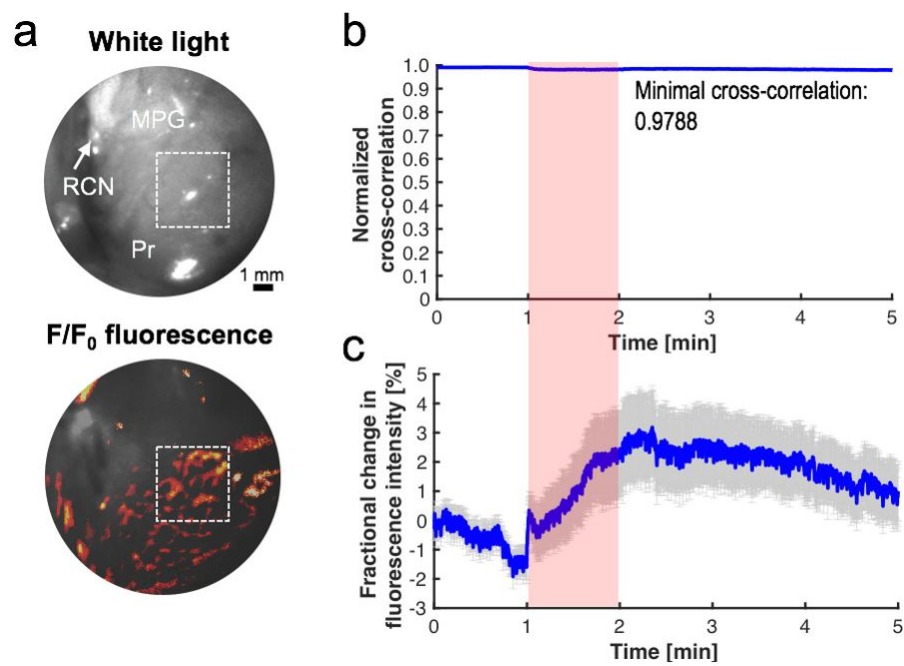 a
White light
MPG
RCN
Pr
1 mm
F/F₀ fluorescence
b
Normalized
cross-correlation
1.0
0.9
0.8
0.7
0.6
0.5
0.4
0.3
0.2
0.1
0
Minimal cross-correlation:
0.9788
0 1 2 3 4 5
Time [min]
c
Fractional change in
fluorescence intensity [%]
5
4
3
2
1
0
-1
-2
-3
0 1 2 3 4 5
Time [min]